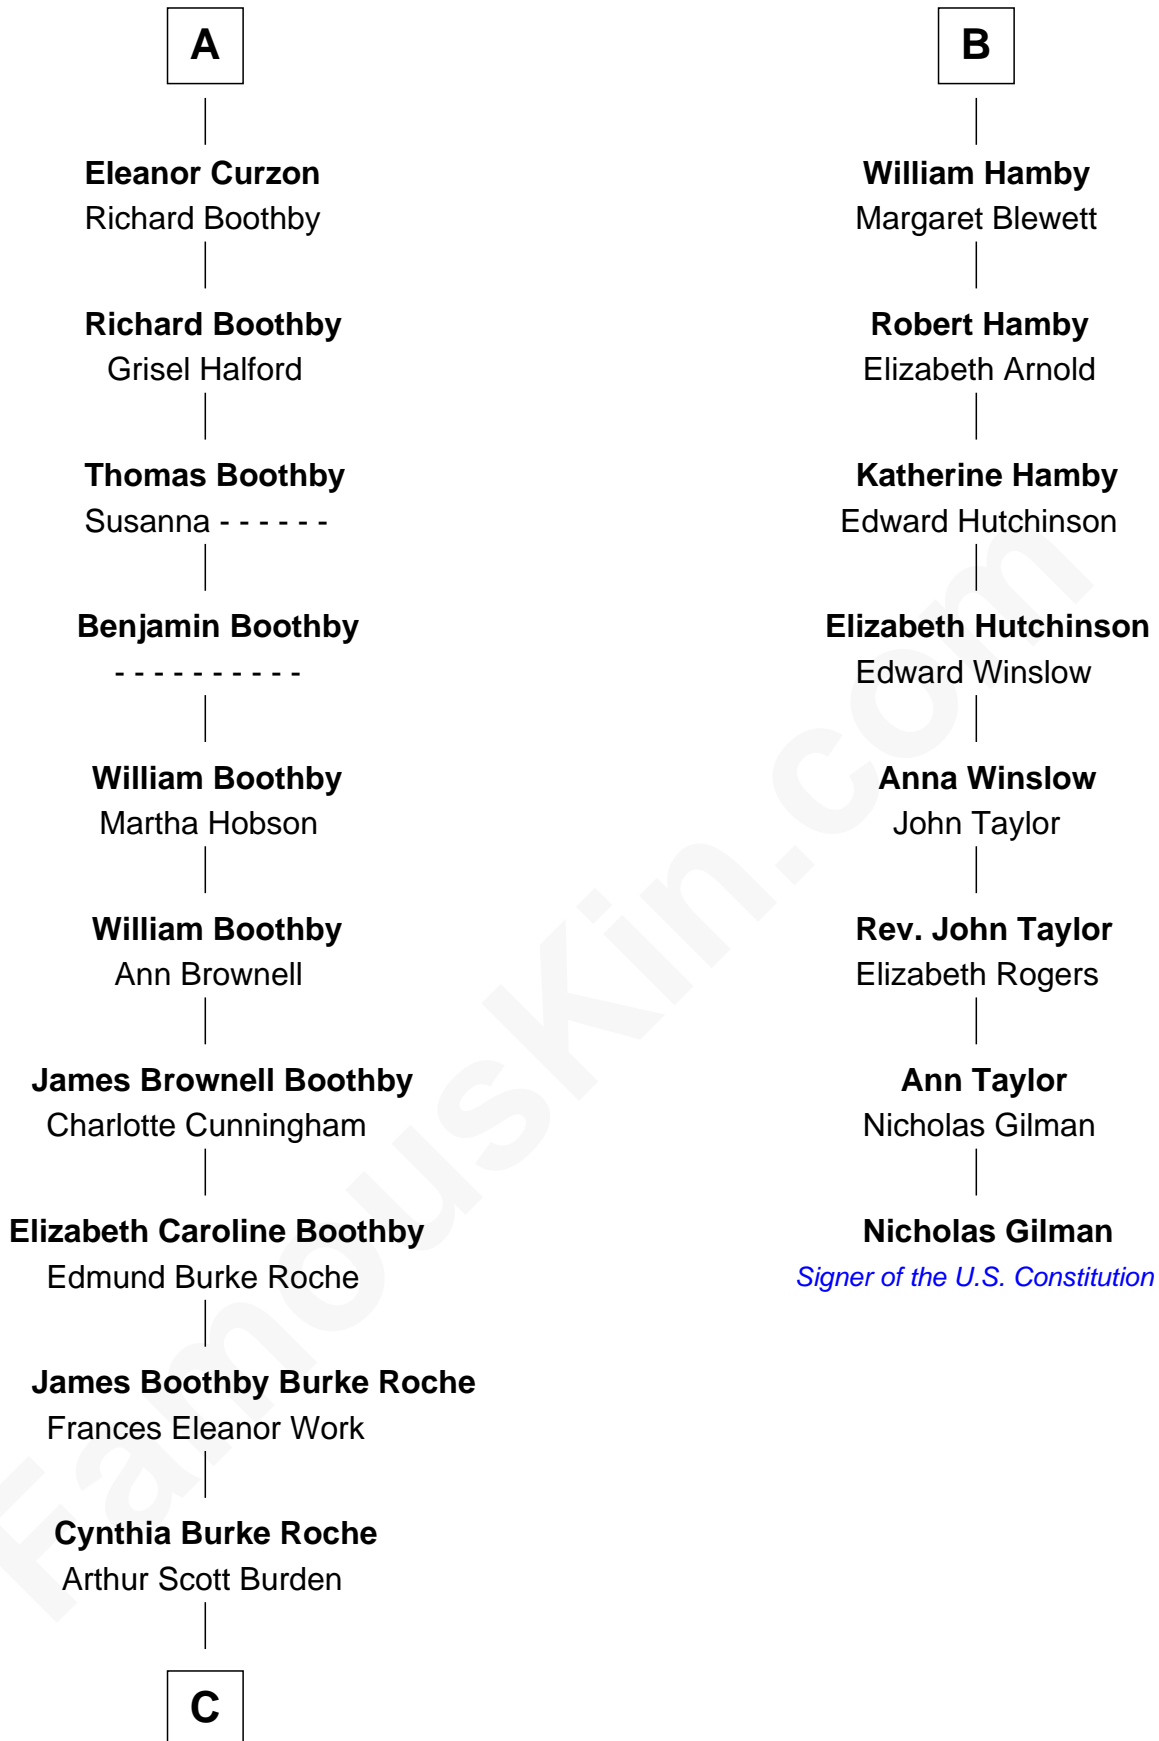 A
Eleanor Curzon
Richard Boothby
Richard Boothby
Grisel Halford
Thomas Boothby
Susanna - - - - - -
Benjamin Boothby
- - - - - - - - - -
William Boothby
Martha Hobson
William Boothby
Ann Brownell
James Brownell Boothby
Charlotte Cunningham
Elizabeth Caroline Boothby
Edmund Burke Roche
James Boothby Burke Roche
Frances Eleanor Work
Cynthia Burke Roche
Arthur Scott Burden
C
B
William Hamby
Margaret Blewett
Robert Hamby
Elizabeth Arnold
Katherine Hamby
Edward Hutchinson
Elizabeth Hutchinson
Edward Winslow
Anna Winslow
John Taylor
Rev. John Taylor
Elizabeth Rogers
Ann Taylor
Nicholas Gilman
Nicholas Gilman
Signer of the U.S. Constitution
FamousKin.com